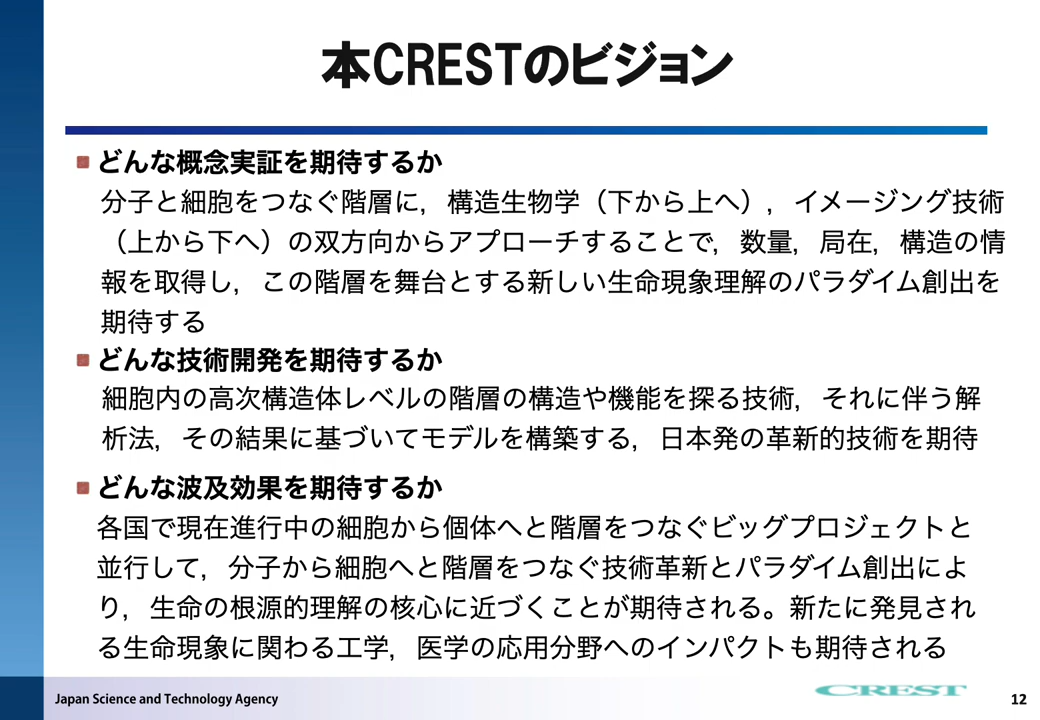 本CRESTのビジョン
どんな概念実証を期待するか
分子と細胞をつなぐ階層に，構造生物学（下から上へ），イメージング技術
（上から下へ）の双方向からアプローチすることで，数量，局在，構造の情
報を取得し，この階層を舞台とする新しい生命現象理解のパラダイム創出を
期待する
どんな技術開発を期待するか
細胞内の高次構造体レベルの階層の構造や機能を探る技術，それに伴う解
析法，その結果に基づいてモデルを構築する，日本発の革新的技術を期待
どんな波及効果を期待するか
各国で現在進行中の細胞から個体へと階層をつなぐビッグプロジェクトと
並行して，分子から細胞へと階層をつなぐ技術革新とパラダイム創出によ
り，生命の根源的理解の核心に近づくことが期待される。新たに発見され
る生命現象に関わる工学，医学の応用分野へのインパクトも期待される
Japan Science and Technology Agency
CREST
12